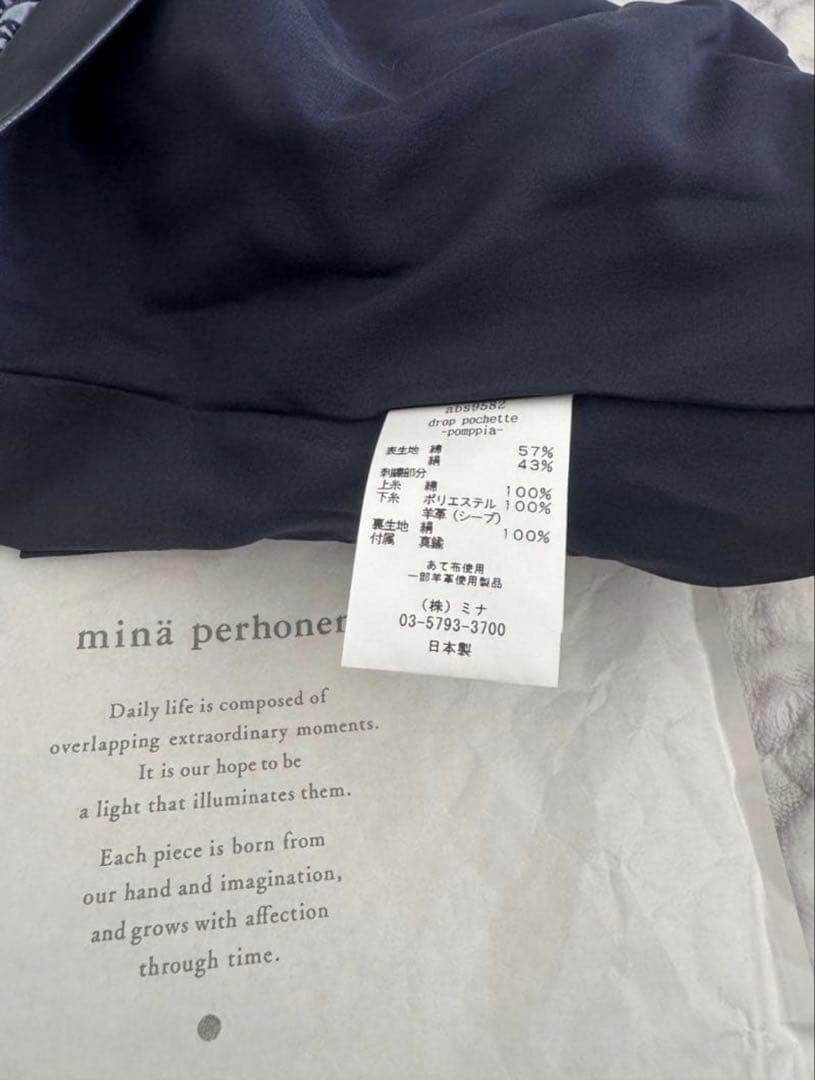 abs9582
drop pochette
-pomppia-
表生地 綿 57%
絹 43%
刺繍部分
上糸 綿 100%
下糸 ポリエステル 100%
羊革(シープ)
裏生地 絹 100%
付属 真鍮
あて布使用
一部羊革使用製品
(株)ミナ
03-5793-3700
日本製
minä perhonen
Daily life is composed of
overlapping extraordinary moments.
It is our hope to be
a light that illuminates them.
Each piece is born from
our hand and imagination,
and grows with affection
through time.